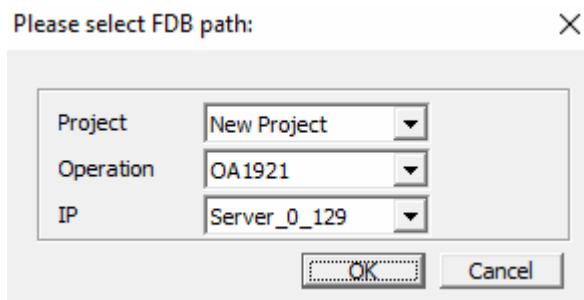 Please select FDB path:
Project New Project
Operation OA1921
IP Server_0_129
OK Cancel